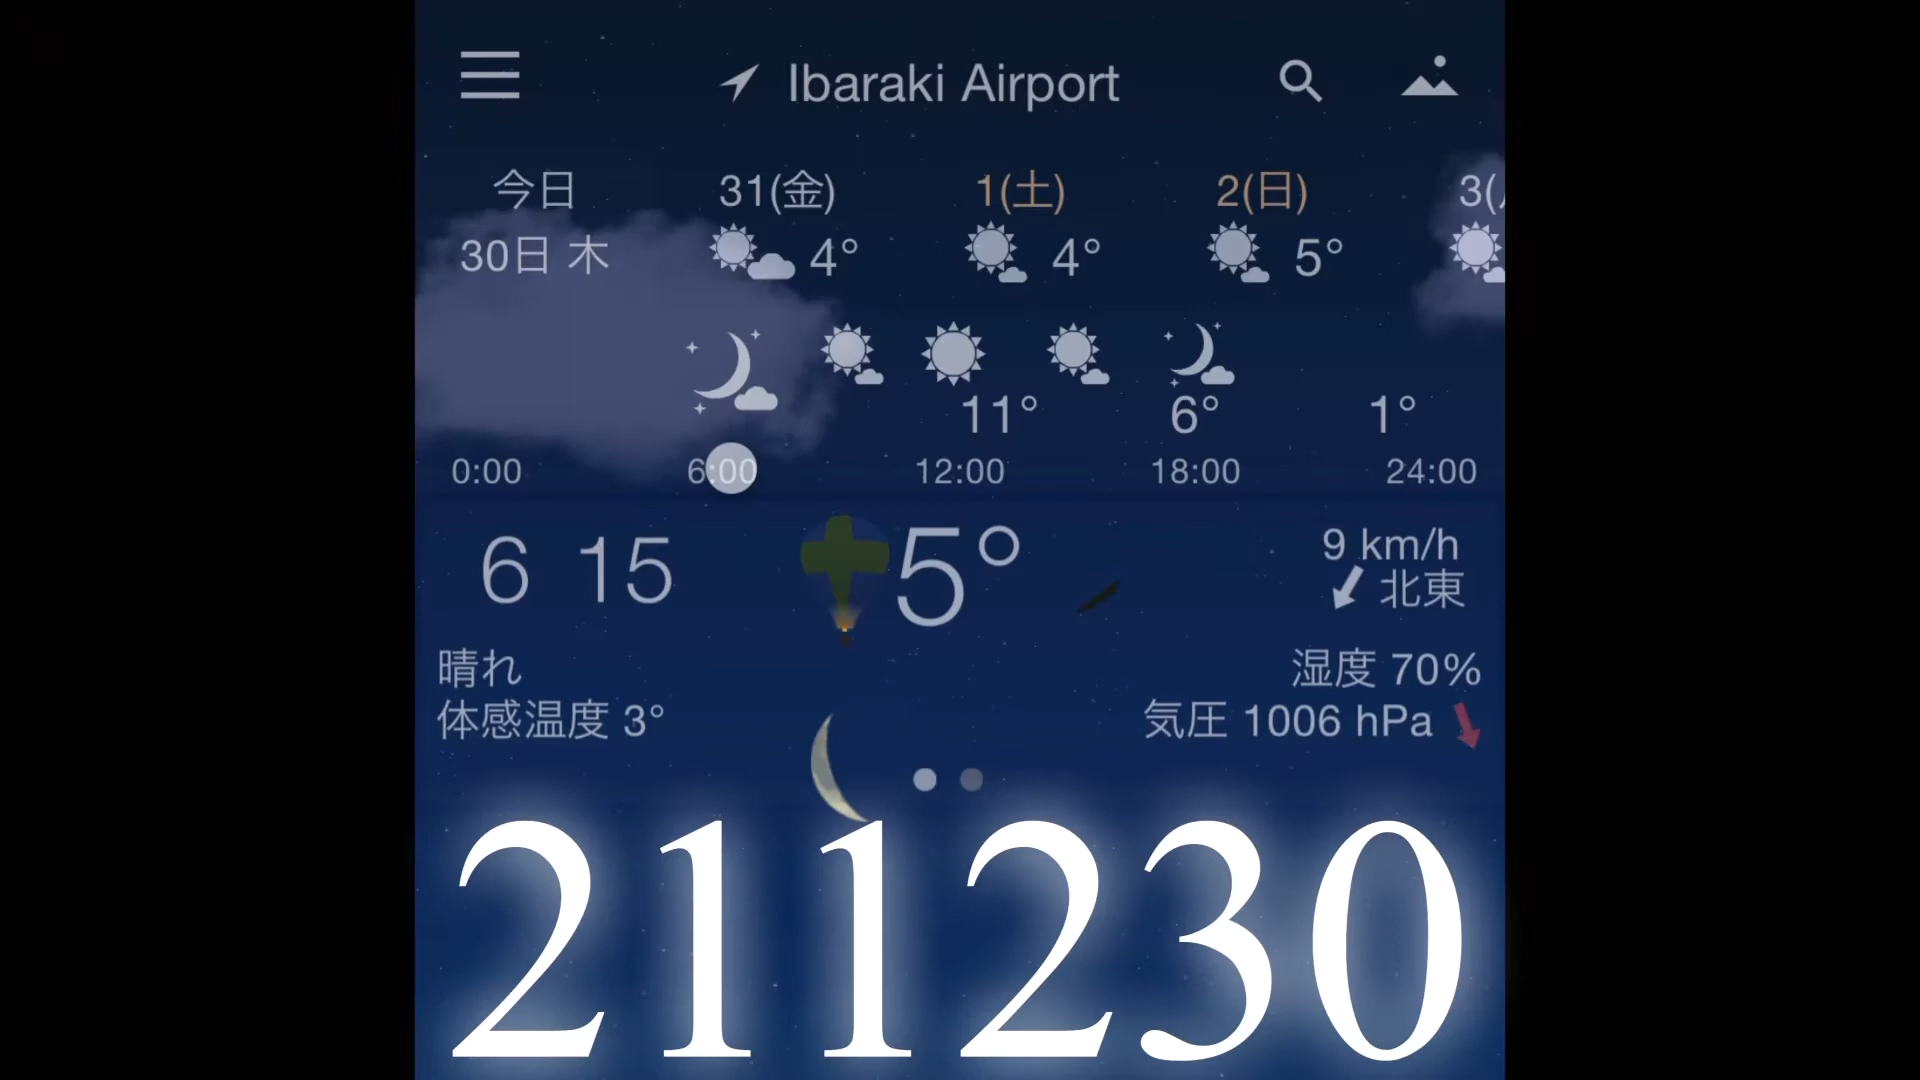 Ibaraki Airport
今日 31(金) 1(土) 2(日) 3(
30日 木 4° 4° 5°
11° 6° 1°
0:00 6:00 12:00 18:00 24:00
6 15 5° 9 km/h
北東
晴れ 湿度 70%
体感温度 3° 気圧 1006 hPa
211230